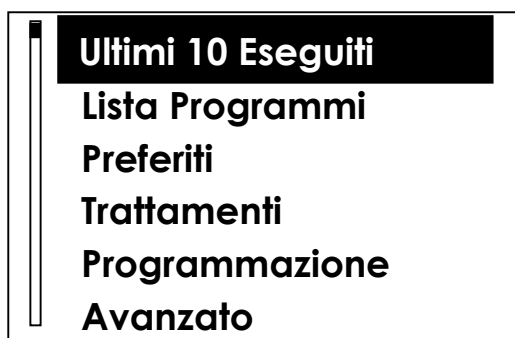 Ultimi 10 Eseguiti
Lista Programmi
Preferiti
Trattamenti
Programmazione
Avanzato